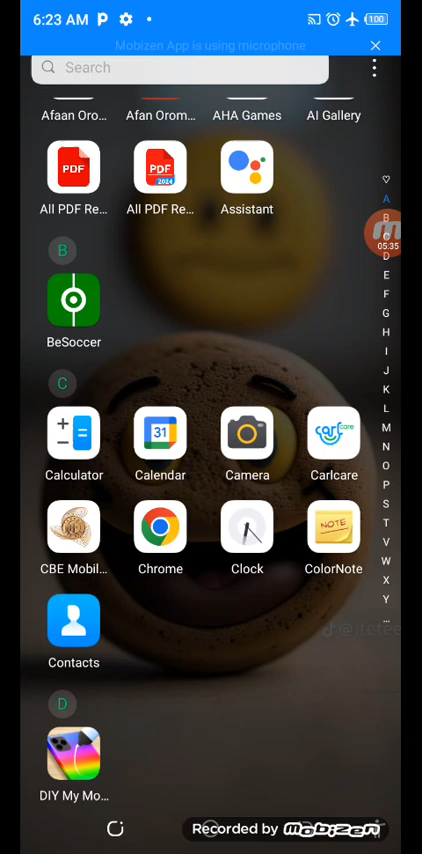 6:23 AM P 100
Mobizen App is using microphone
Search
Afaan Oro... Afan Orom... AHA Games AI Gallery
PDF PDF 2024
All PDF Re... All PDF Re... Assistant
♡
A
B
C
D
E
F
G
H
I
J
K
L
M
N
O
P
S
T
V
W
X
Y
...
05:35
B
BeSoccer
C
31 Carlcare
Calculator Calendar Camera Carlcare
NOTE
CBE Mobil... Chrome Clock ColorNote
Contacts
D
DIY My Mo...
Recorded by mobizen